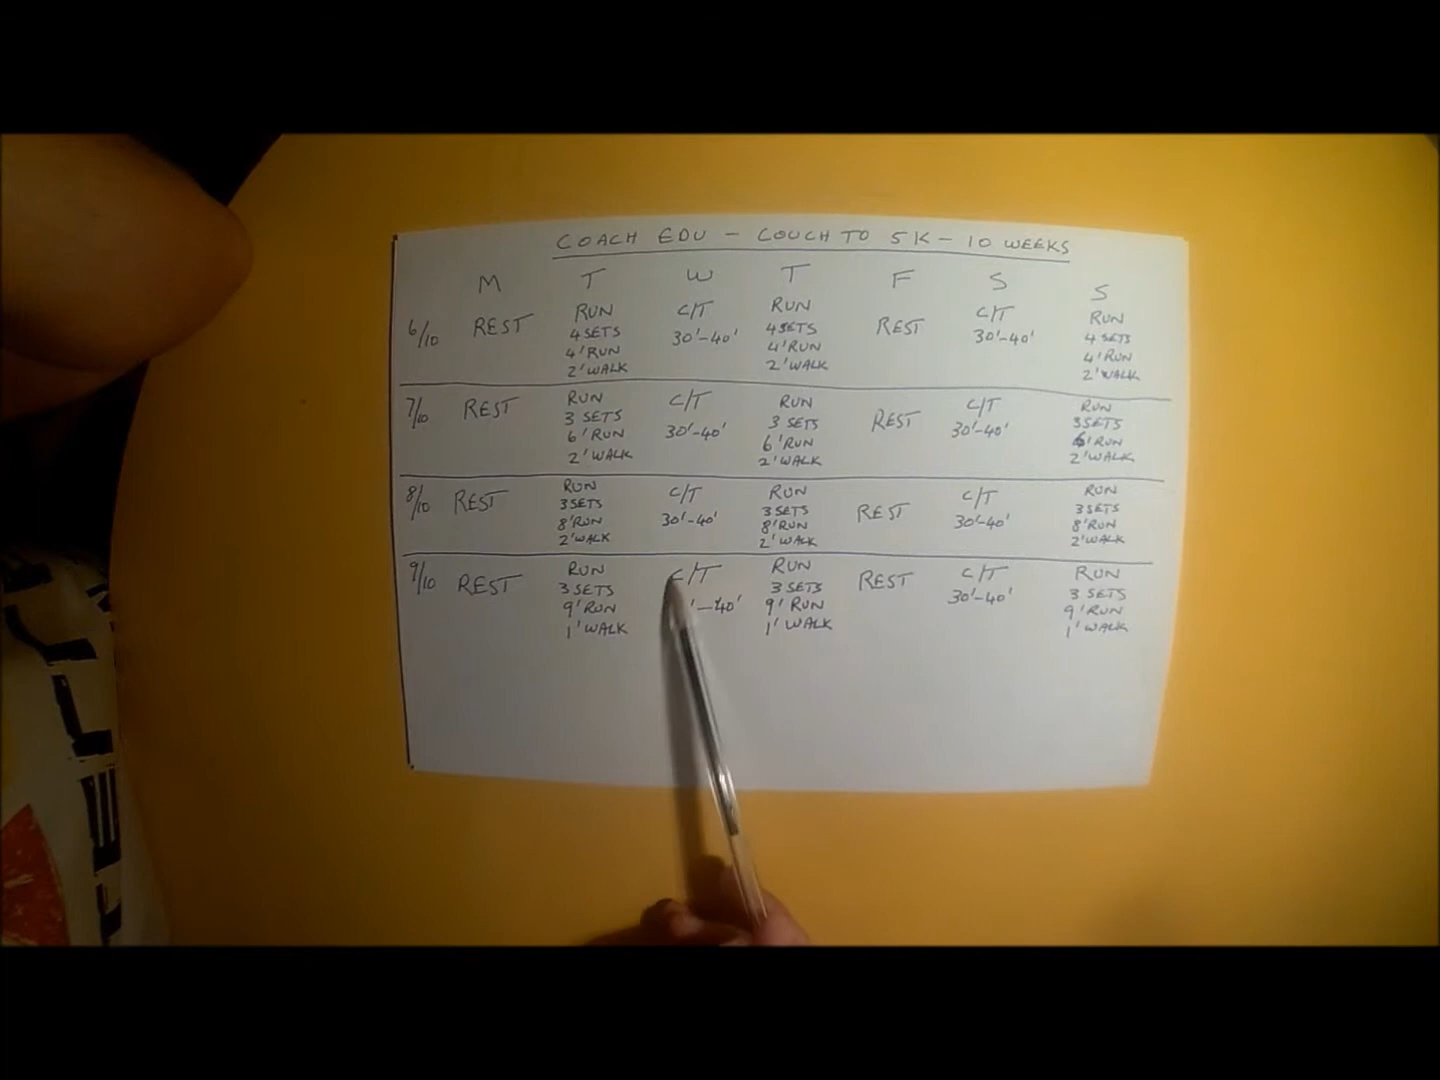 COACH EDU – COUCH TO 5K – 10 WEEKS
M T W T F S S
6/10 REST RUN 4 SETS 4' RUN 2' WALK C/T 30'-40' RUN 4 SETS 4' RUN 2' WALK REST C/T 30'-40' RUN 4 SETS 4' RUN 2' WALK
7/10 REST RUN 3 SETS 6' RUN 2' WALK C/T 30'-40' RUN 3 SETS 6' RUN 2' WALK REST C/T 30'-40' RUN 3 SETS 6' RUN 2' WALK
8/10 REST RUN 3 SETS 8' RUN 2' WALK C/T 30'-40' RUN 3 SETS 8' RUN 2' WALK REST C/T 30'-40' RUN 3 SETS 8' RUN 2' WALK
9/10 REST RUN 3 SETS 9' RUN 1' WALK C/T '-40' RUN 3 SETS 9' RUN 1' WALK REST C/T 30'-40' RUN 3 SETS 9' RUN 1' WALK